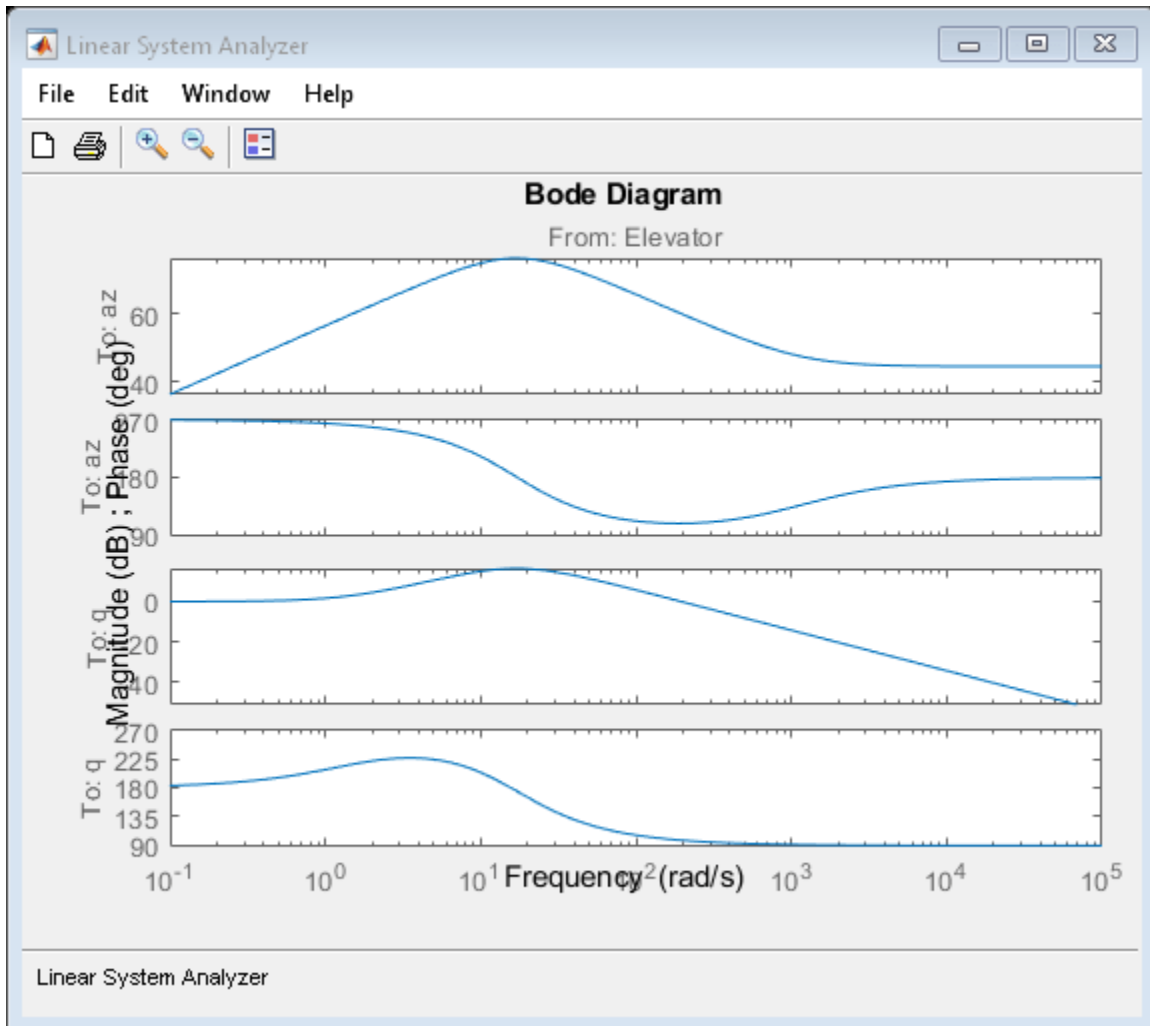 Linear System Analyzer
File Edit Window Help
Bode Diagram
From: Elevator
To: az
60
40
To: az
270
180
90
To: q
0
20
40
To: q
270
225
180
135
90
Magnitude (dB) ; Phase (deg)
10^-1 10^0 10^1 10^2 10^3 10^4 10^5
Frequency (rad/s)
Linear System Analyzer